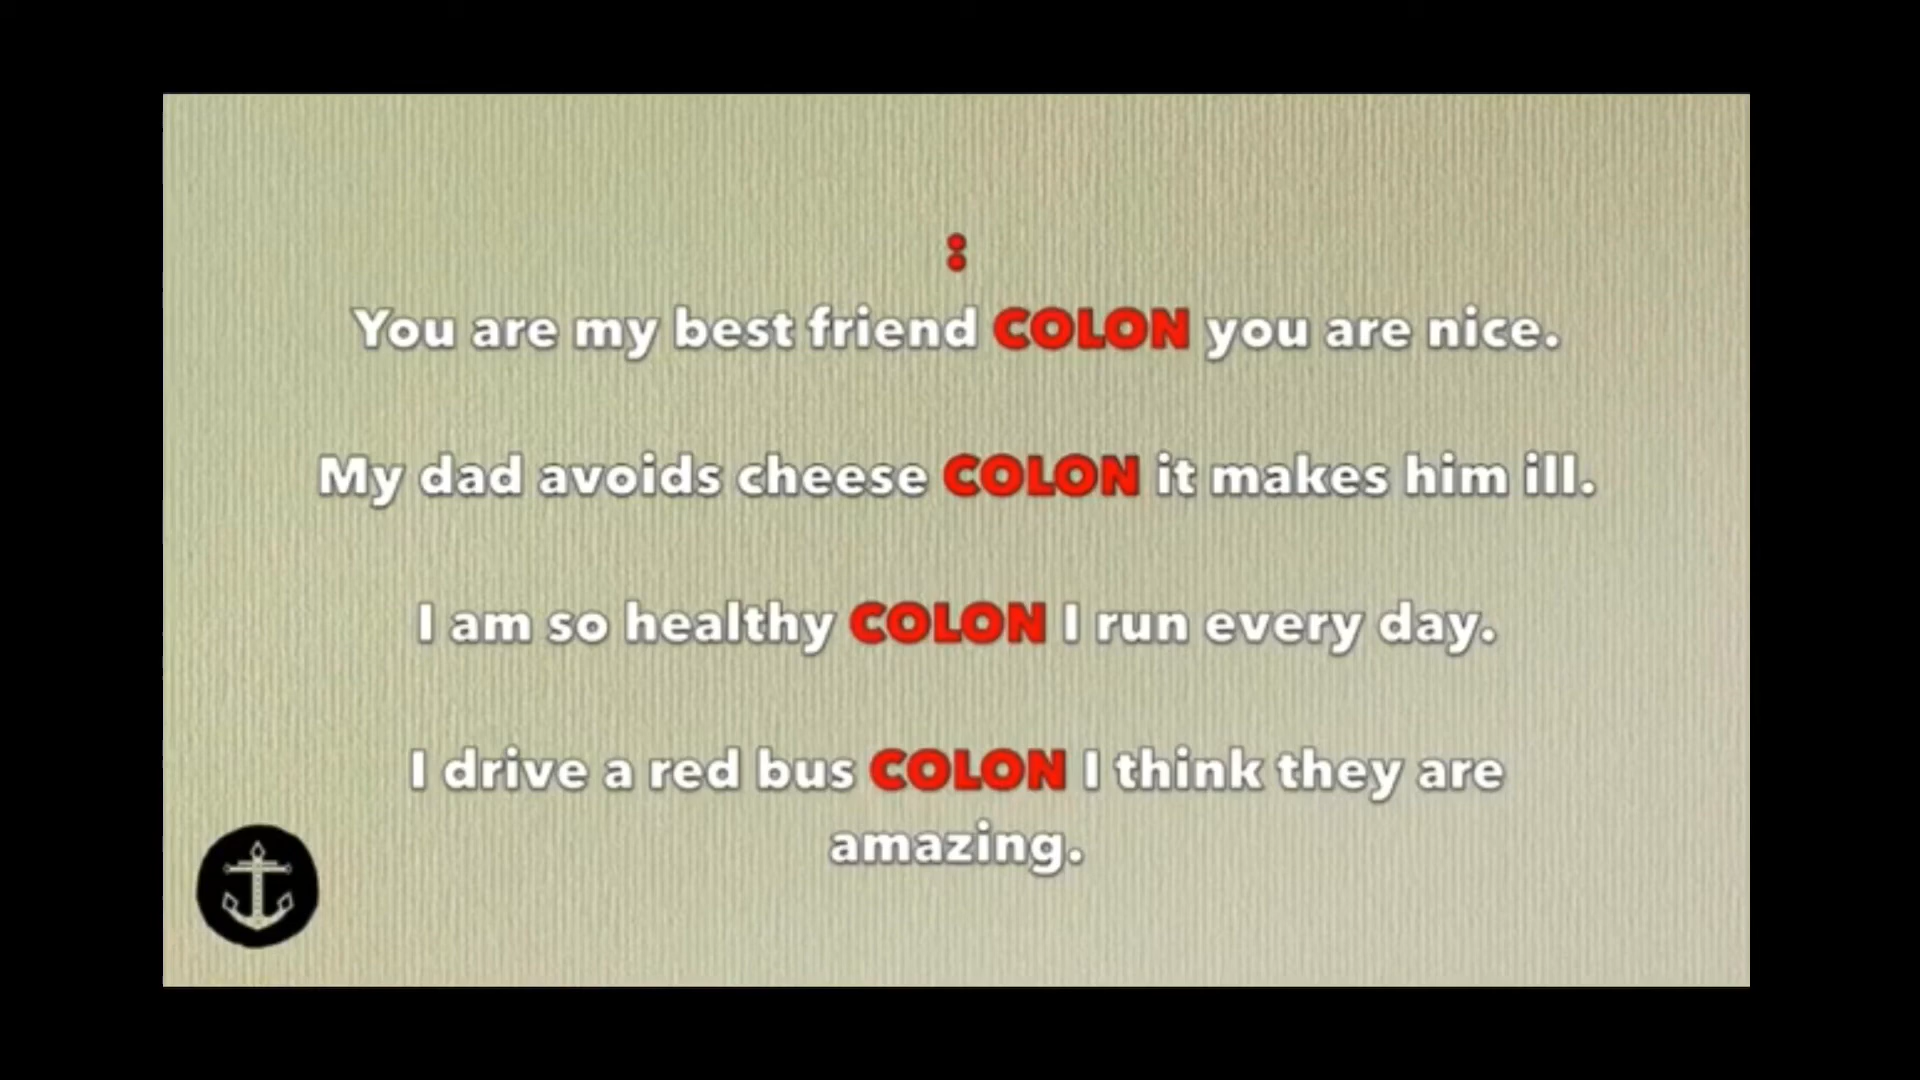 :
You are my best friend COLON you are nice.
My dad avoids cheese COLON it makes him ill.
I am so healthy COLON I run every day.
I drive a red bus COLON I think they are
amazing.